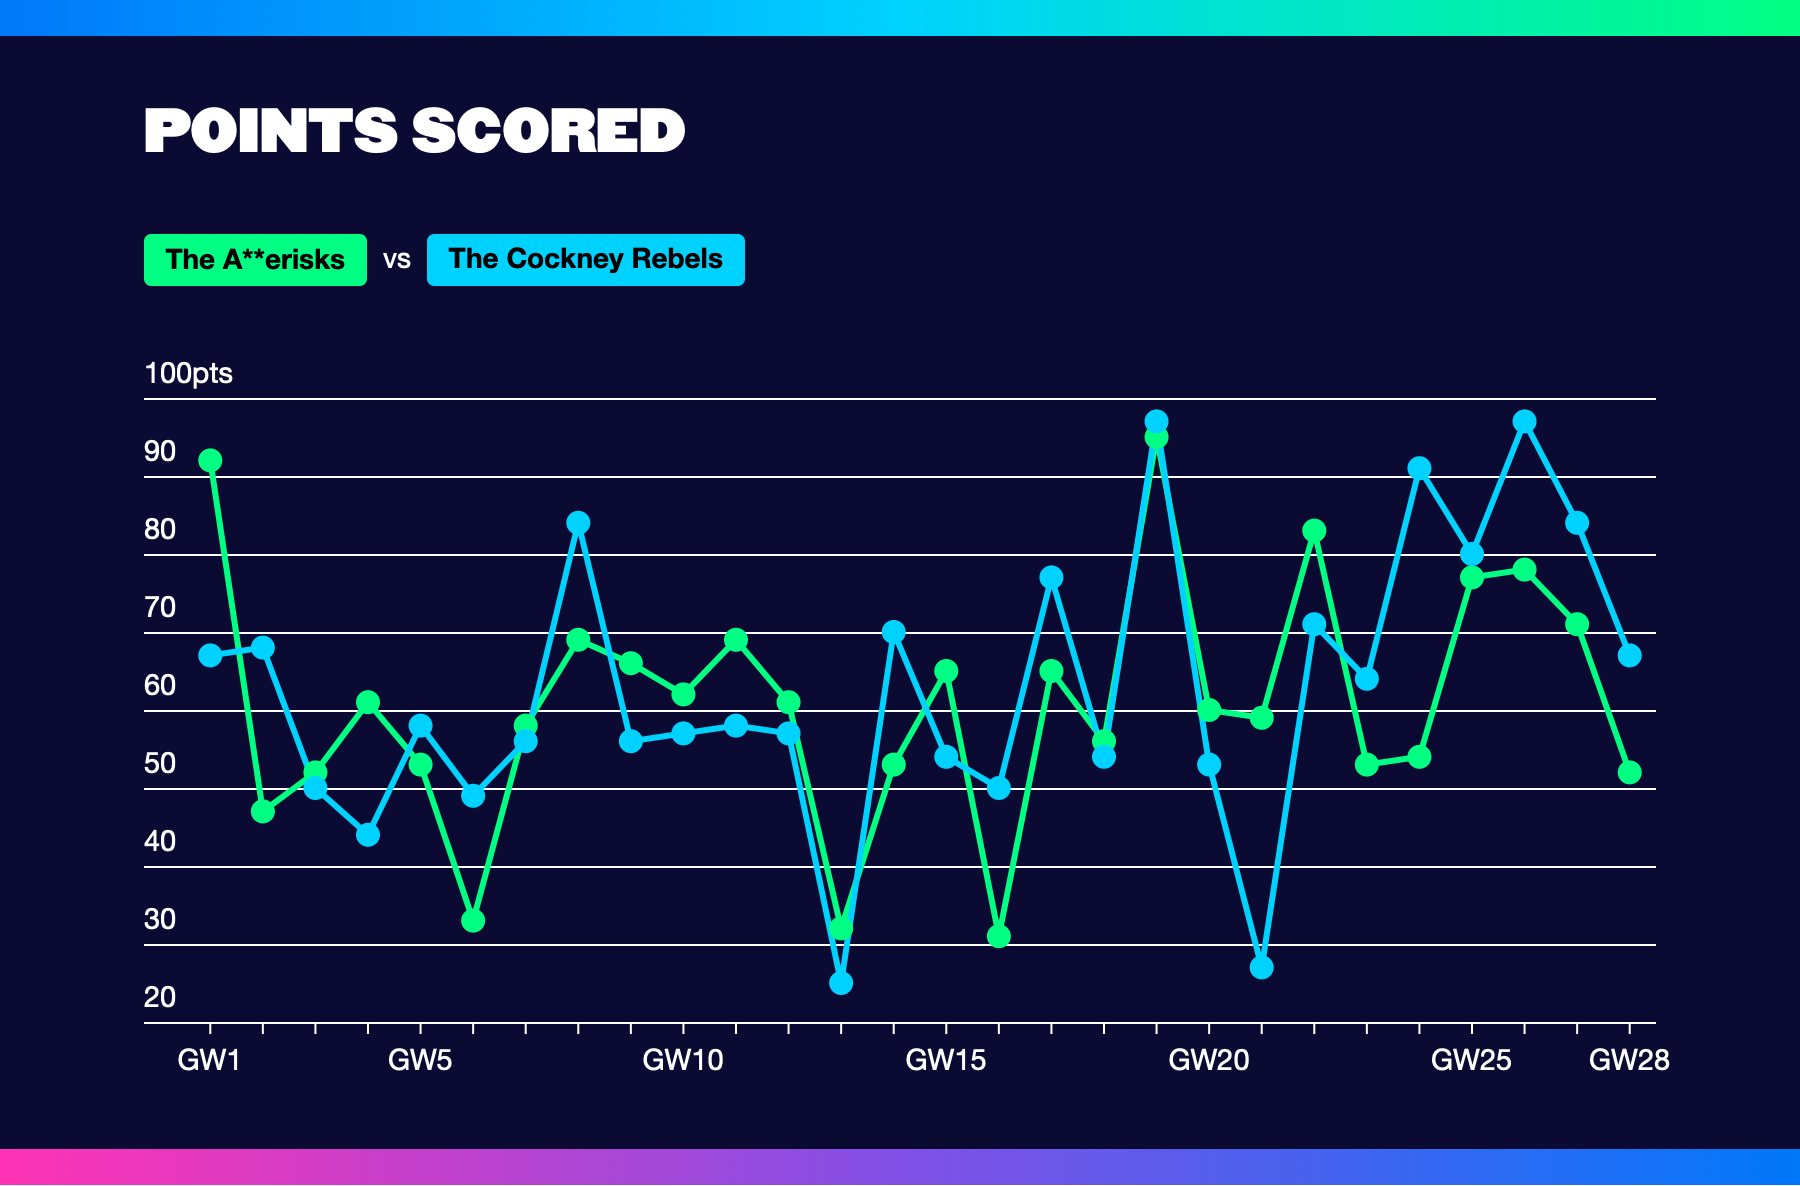 POINTS SCORED
The A**erisks vs The Cockney Rebels
100pts
90
80
70
60
50
40
30
20
GW1 GW5 GW10 GW15 GW20 GW25 GW28